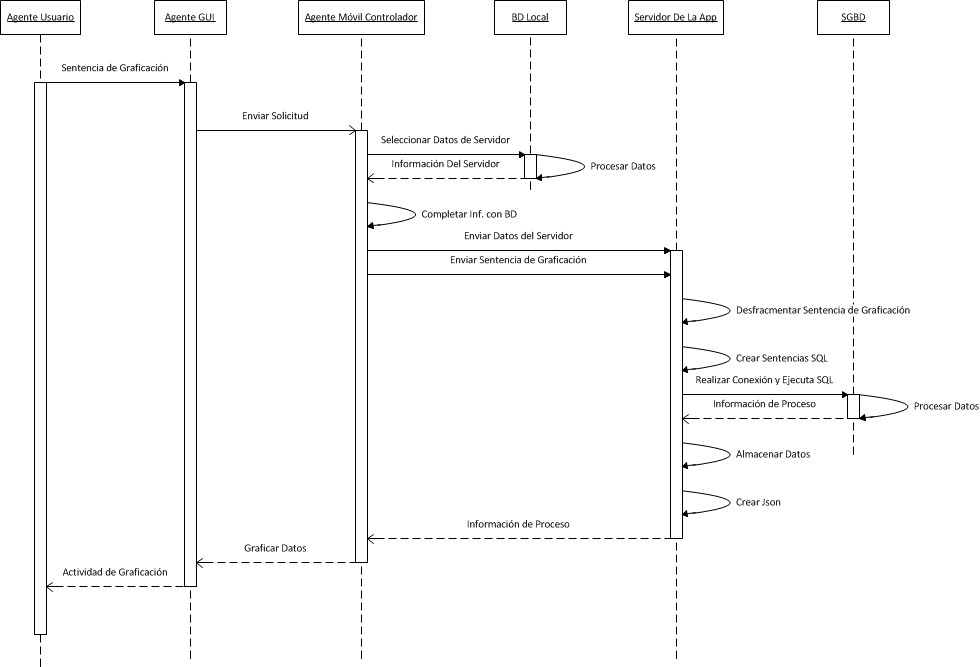 Agente Usuario
Agente GUI
Agente Móvil Controlador
BD Local
Servidor De La App
SGBD
Sentencia de Graficación
Enviar Solicitud
Seleccionar Datos de Servidor
Información Del Servidor
Procesar Datos
Completar Inf. con BD
Enviar Datos del Servidor
Enviar Sentencia de Graficación
Desfracmentar Sentencia de Graficación
Crear Sentencias SQL
Realizar Conexión y Ejecuta SQL
Información de Proceso
Procesar Datos
Almacenar Datos
Crear Json
Información de Proceso
Graficar Datos
Actividad de Graficación